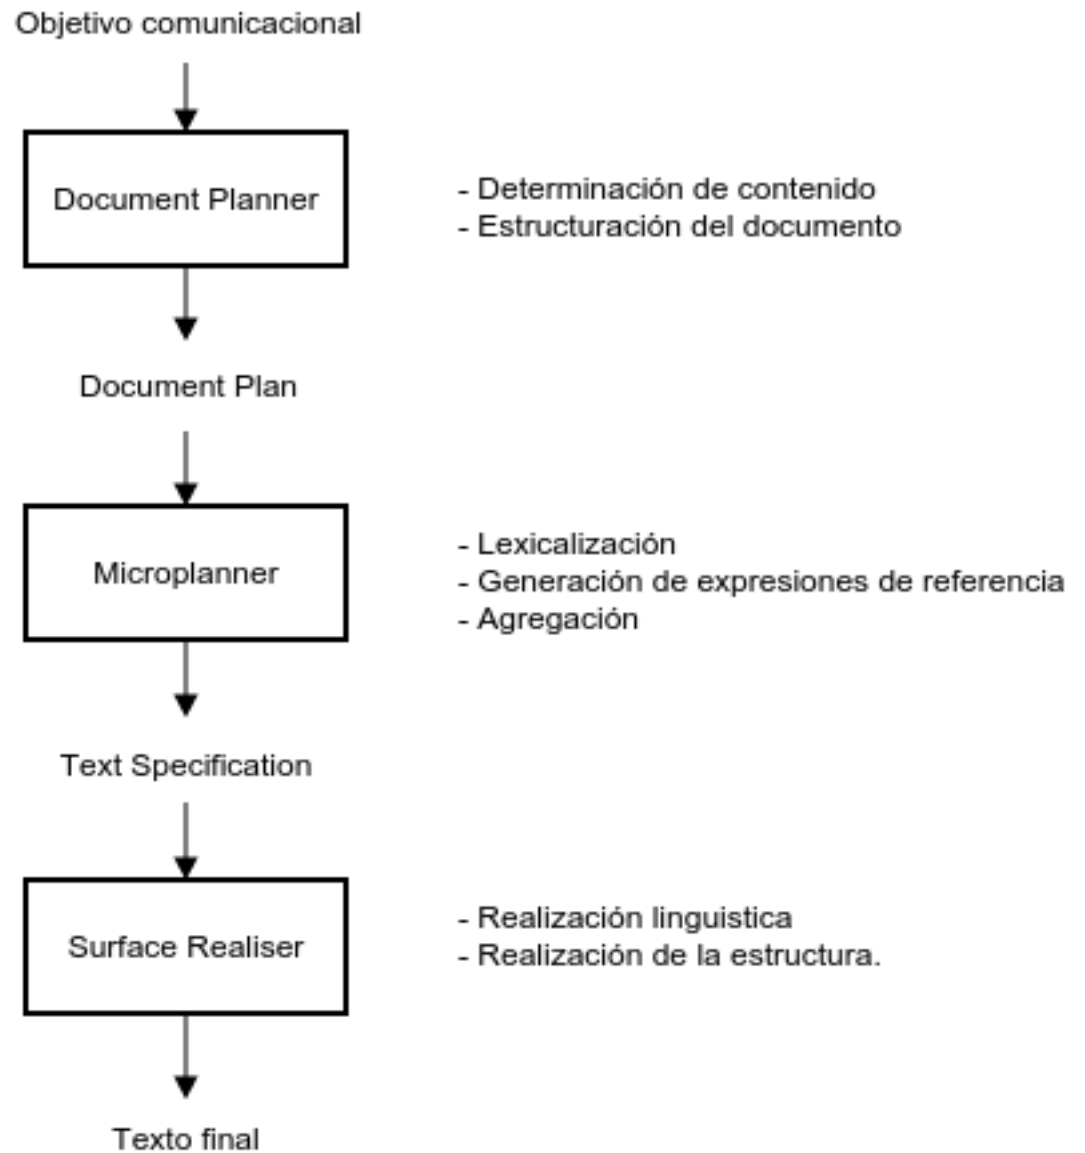 Objetivo comunicacional
Document Planner
- Determinación de contenido
- Estructuración del documento
Document Plan
Microplanner
- Lexicalización
- Generación de expresiones de referencia
- Agregación
Text Specification
Surface Realiser
- Realización linguistica
- Realización de la estructura.
Texto final